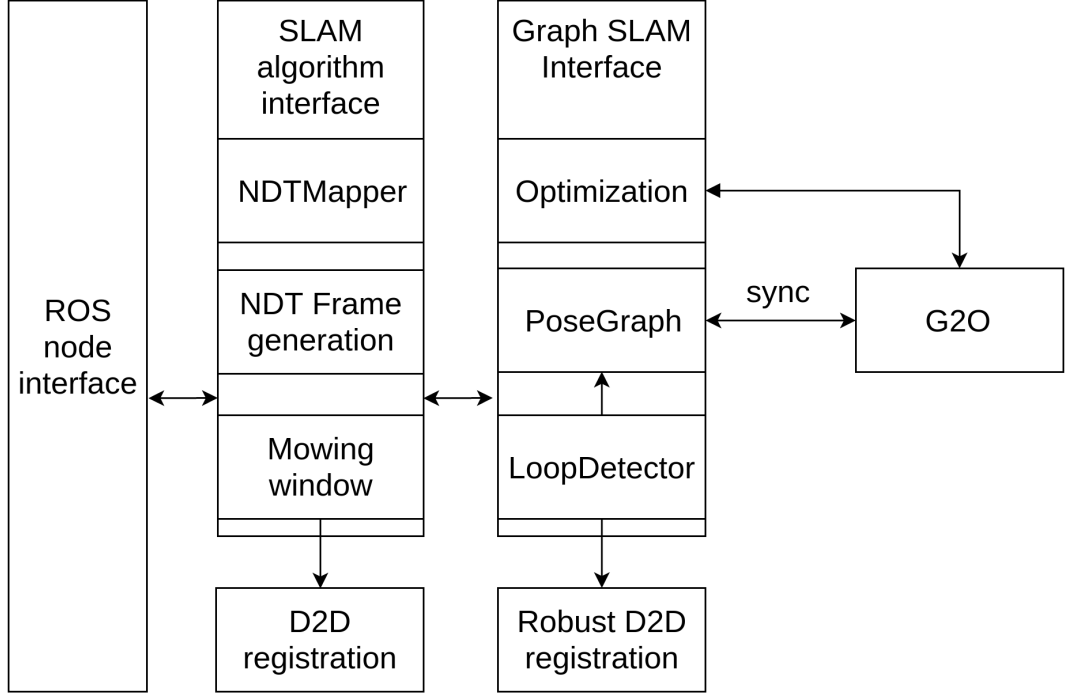 ROS
node
interface
SLAM
algorithm
interface
NDTMapper
NDT Frame
generation
Mowing
window
D2D
registration
Graph SLAM
Interface
Optimization
PoseGraph
LoopDetector
Robust D2D
registration
sync
G2O